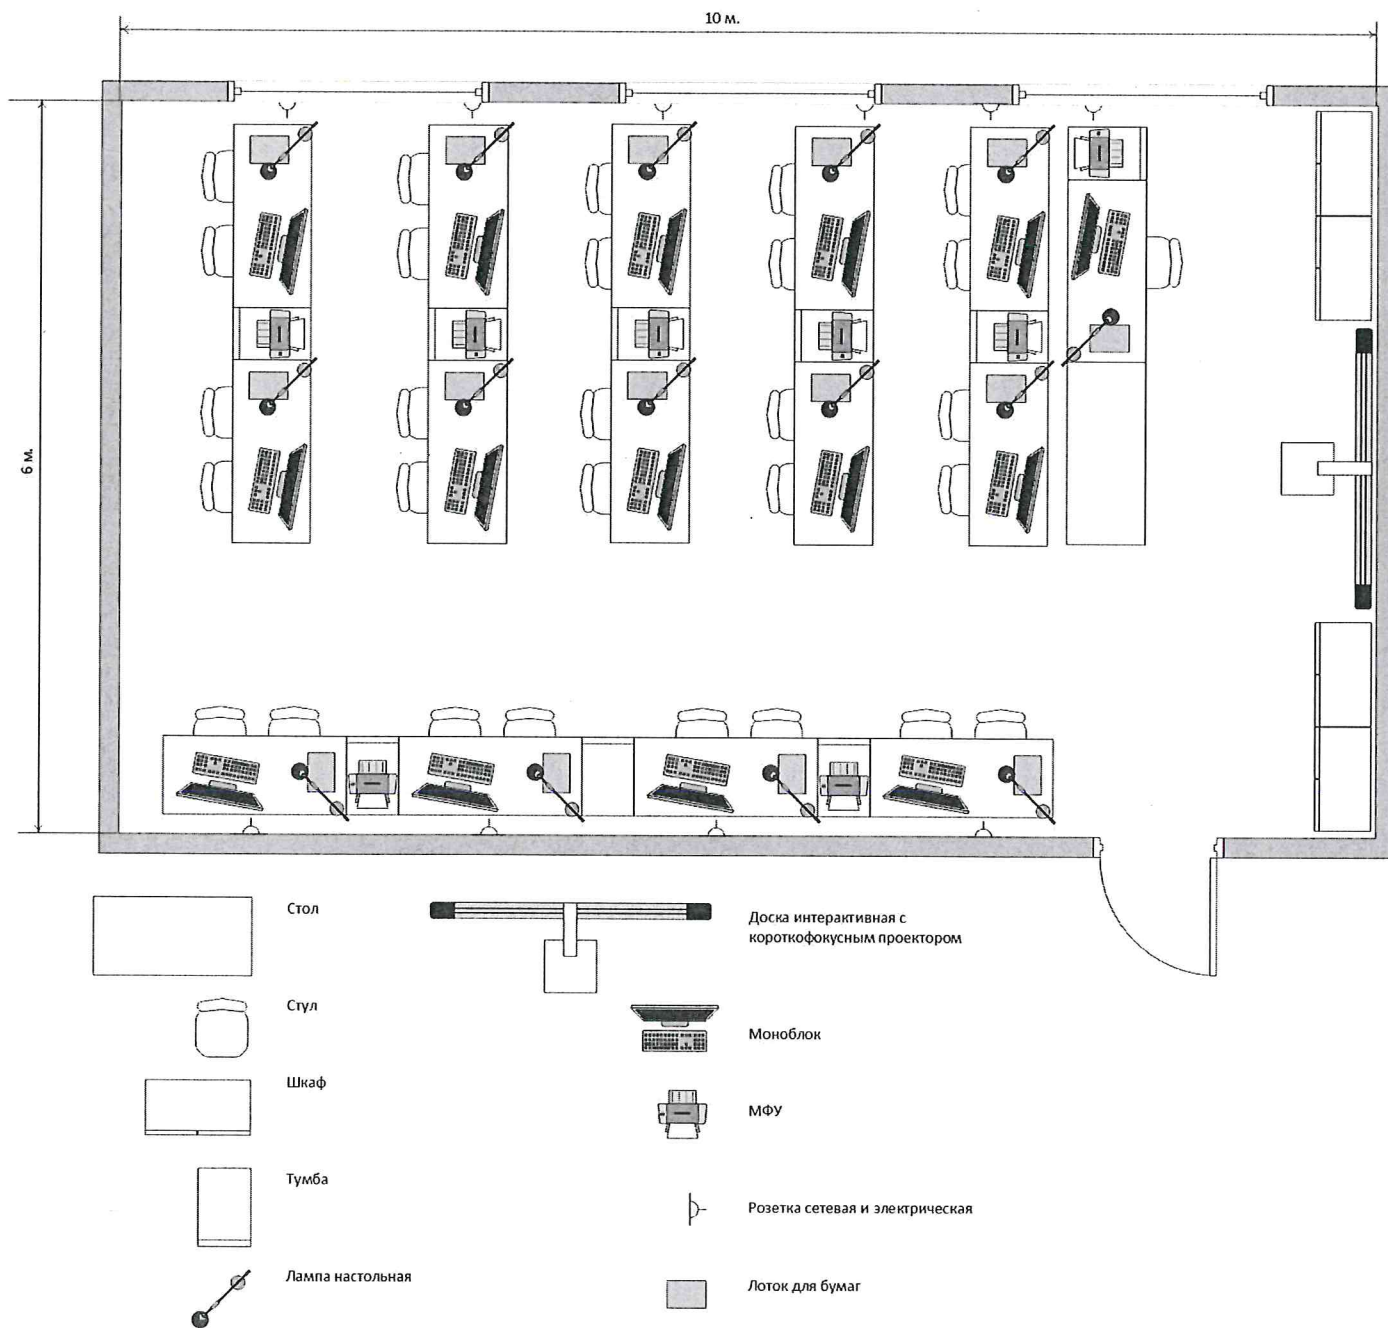 10 м.
6 м.
Стол
Доска интерактивная с
короткофокусным проектором
Стул
Моноблок
Шкаф
МФУ
Тумба
Розетка сетевая и электрическая
Лампа настольная
Лоток для бумаг